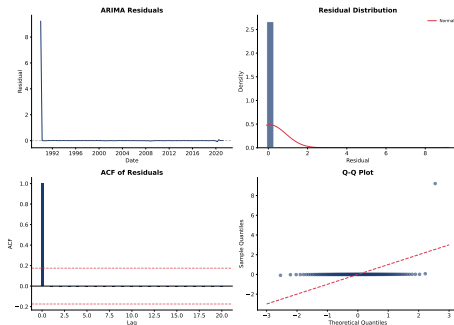 ARIMA Residuals
8
6
4
2
0
Residual
1992 1996 2000 2004 2008 2012 2016 2020
Date
Residual Distribution
Normal
2.5
2.0
1.5
1.0
0.5
0.0
Density
0 2 4 6 8
Residual
ACF of Residuals
1.0
0.8
0.6
0.4
0.2
0.0
−0.2
ACF
0.0 2.5 5.0 7.5 10.0 12.5 15.0 17.5 20.0
Lag
Q-Q Plot
8
6
4
2
0
−2
Sample Quantiles
−3 −2 −1 0 1 2 3
Theoretical Quantiles